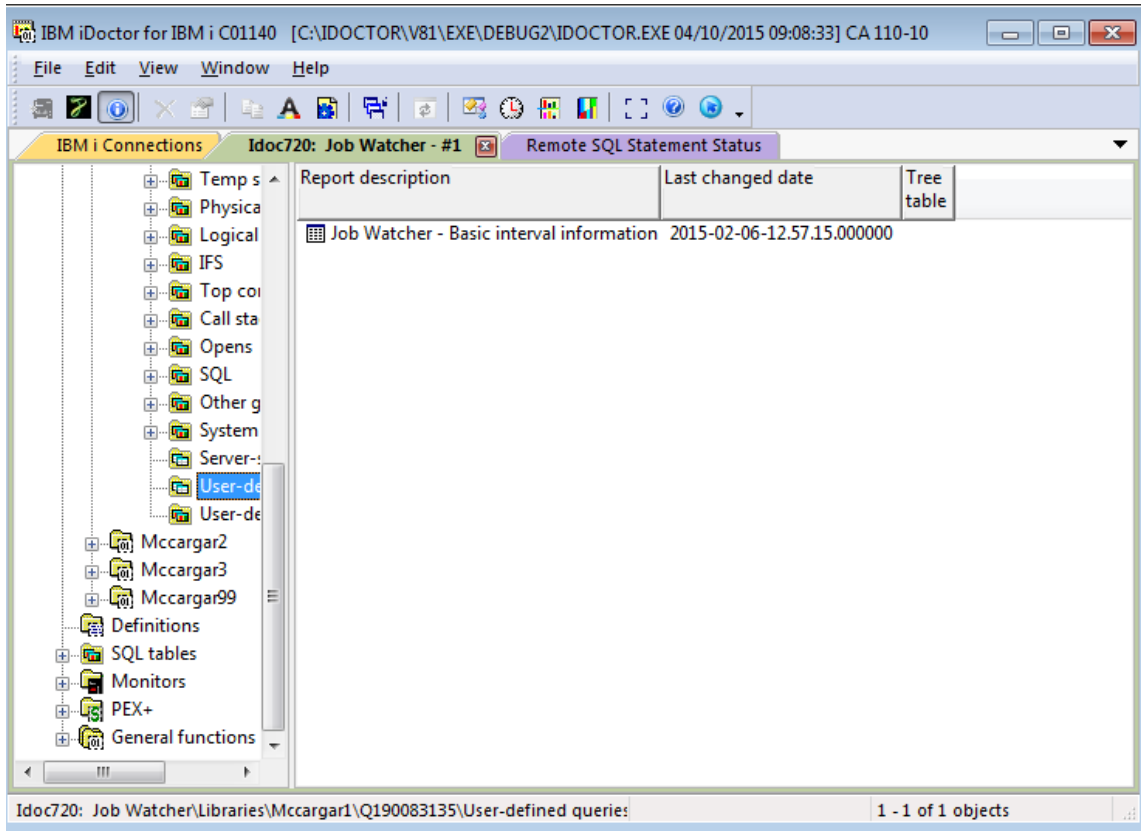 IBM iDoctor for IBM i C01140 [C:\IDOCTOR\V81\EXE\DEBUG2\IDOCTOR.EXE 04/10/2015 09:08:33] CA 110-10
File Edit View Window Help
IBM i Connections Idoc720: Job Watcher - #1 Remote SQL Statement Status
Report description Last changed date Tree table
Job Watcher - Basic interval information 2015-02-06-12.57.15.000000
Temp s
Physica
Logical
IFS
Top co
Call sta
Opens
SQL
Other g
System
Server-
User-de
User-de
Mccargar2
Mccargar3
Mccargar99
Definitions
SQL tables
Monitors
PEX+
General functions
Idoc720: Job Watcher\Libraries\Mccargar1\Q190083135\User-defined queries 1 - 1 of 1 objects